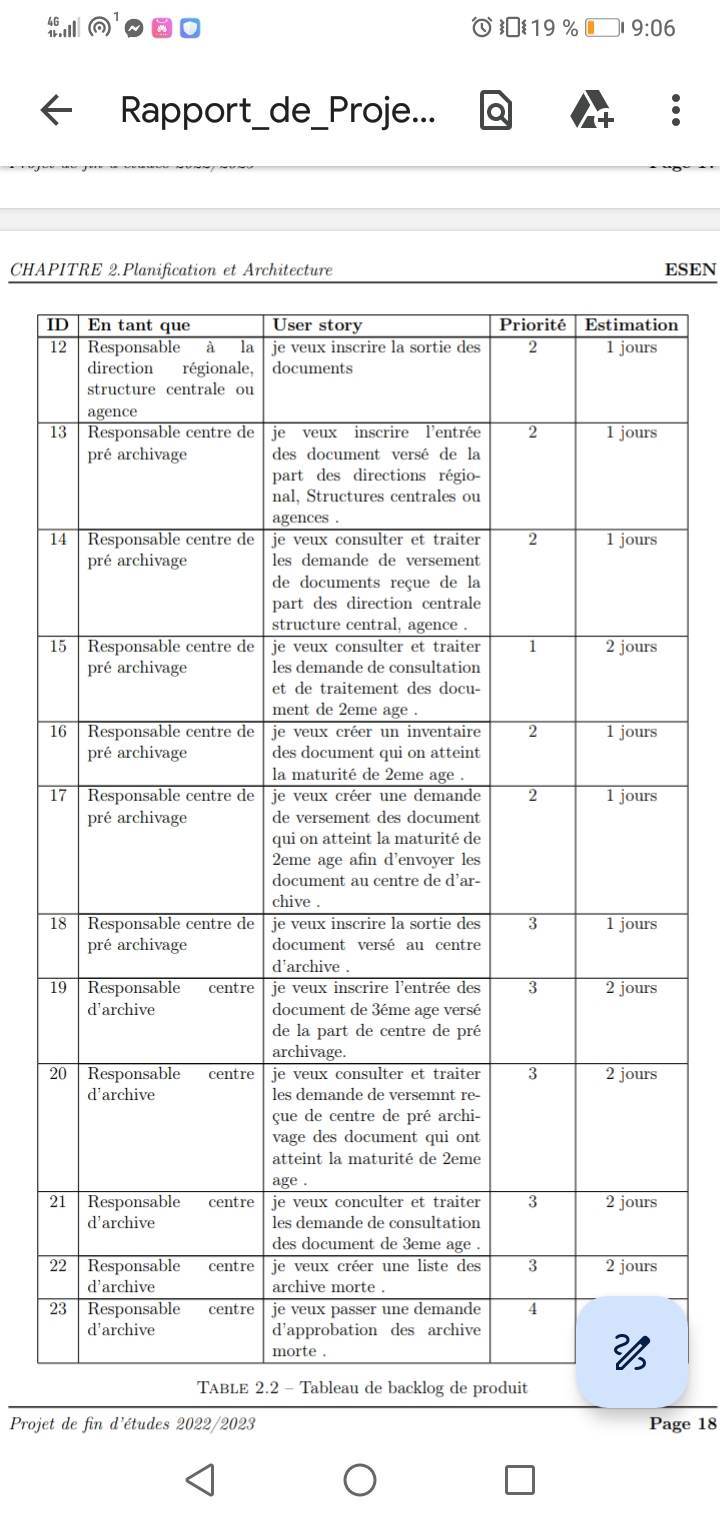 4G 1 19 % 9:06
Rapport_de_Proje...
CHAPITRE 2.Planification et Architecture ESEN
ID En tant que User story Priorité Estimation
12 Responsable à la je veux inscrire la sortie des 2 1 jours
direction régionale, documents
structure centrale ou
agence
13 Responsable centre de je veux inscrire l'entrée 2 1 jours
pré archivage des document versé de la
part des directions régio-
nal, Structures centrales ou
agences .
14 Responsable centre de je veux consulter et traiter 2 1 jours
pré archivage les demande de versement
de documents reçue de la
part des direction centrale
structure central, agence .
15 Responsable centre de je veux consulter et traiter 1 2 jours
pré archivage les demande de consultation
et de traitement des docu-
ment de 2eme age .
16 Responsable centre de je veux créer un inventaire 2 1 jours
pré archivage des document qui on atteint
la maturité de 2eme age .
17 Responsable centre de je veux créer une demande 2 1 jours
pré archivage de versement des document
qui on atteint la maturité de
2eme age afin d'envoyer les
document au centre de d'ar-
chive .
18 Responsable centre de je veux inscrire la sortie des 3 1 jours
pré archivage document versé au centre
d'archive .
19 Responsable centre je veux inscrire l'entrée des 3 2 jours
d'archive document de 3éme age versé
de la part de centre de pré
archivage.
20 Responsable centre je veux consulter et traiter 3 2 jours
d'archive les demande de versemnt re-
çue de centre de pré archi-
vage des document qui ont
atteint la maturité de 2eme
age .
21 Responsable centre je veux conculter et traiter 3 2 jours
d'archive les demande de consultation
des document de 3eme age .
22 Responsable centre je veux créer une liste des 3 2 jours
d'archive archive morte .
23 Responsable centre je veux passer une demande 4
d'archive d'approbation des archive
morte .
TABLE 2.2 – Tableau de backlog de produit
Projet de fin d'études 2022/2023 Page 18